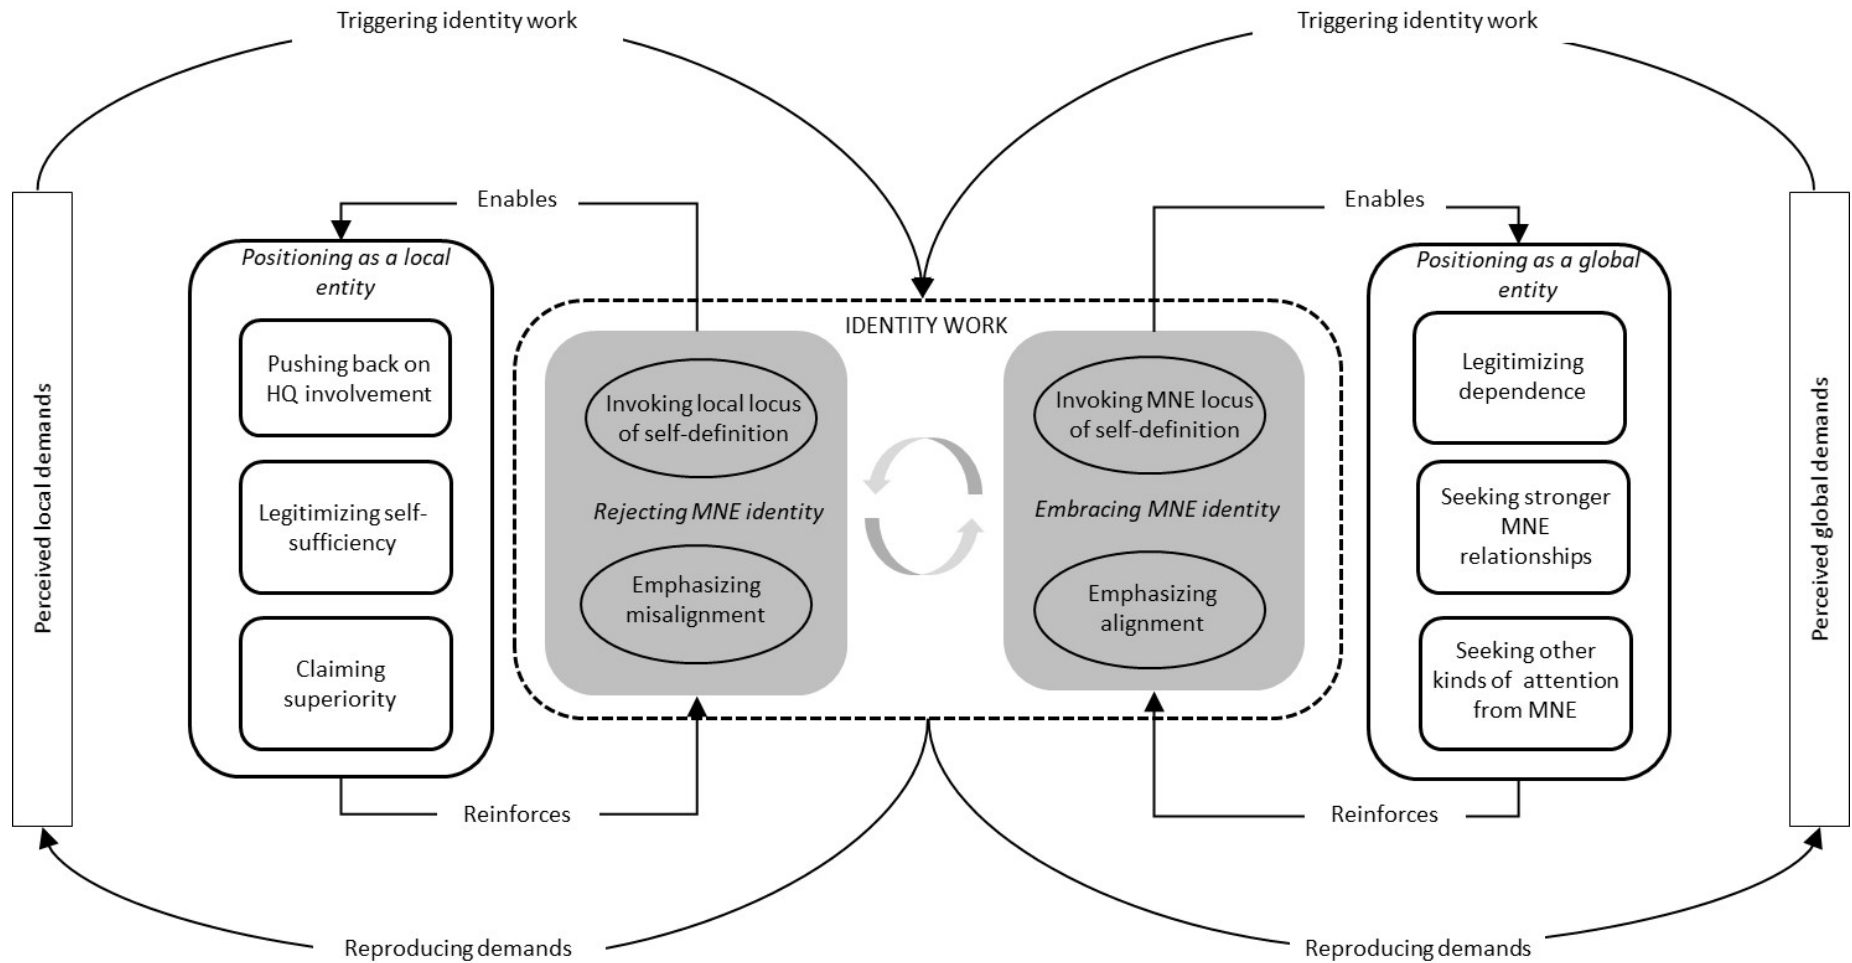 Triggering identity work
Triggering identity work
Perceived local demands
Enables
Positioning as a local
entity
Pushing back on
HQ involvement
Legitimizing self-
sufficiency
Claiming
superiority
Reinforces
IDENTITY WORK
Invoking local locus
of self-definition
Rejecting MNE identity
Emphasizing
misalignment
Invoking MNE locus
of self-definition
Embracing MNE identity
Emphasizing
alignment
Enables
Positioning as a global
entity
Legitimizing
dependence
Seeking stronger
MNE
relationships
Seeking other
kinds of attention
from MNE
Reinforces
Perceived global demands
Reproducing demands
Reproducing demands